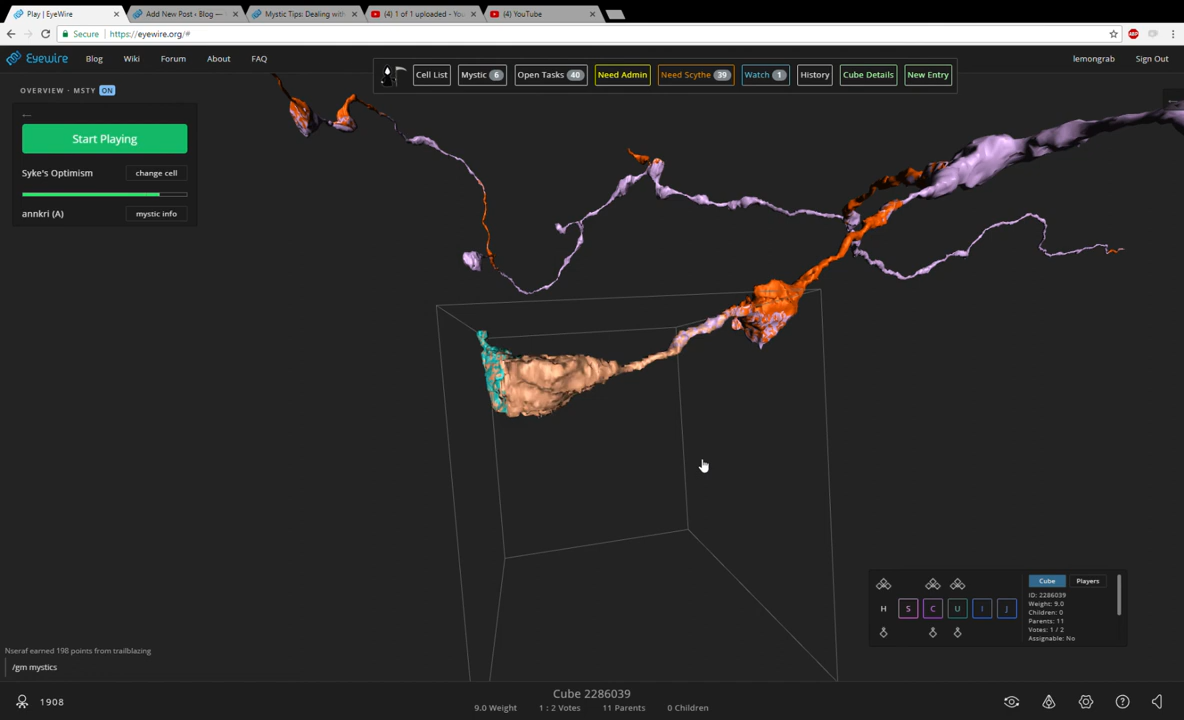 Play | EyeWire
Add New Post ‹ Blog —
Mystic Tips: Dealing with
(4) 1 of 1 uploaded - You
(4) YouTube
Secure
https://eyewire.org/#
ABP
Eyewire
Blog
Wiki
Forum
About
FAQ
Cell List
Mystic 6
Open Tasks 40
Need Admin
Need Scythe 39
Watch 1
History
Cube Details
New Entry
lemongrab
Sign Out
OVERVIEW - MSTY ON
Start Playing
Syke's Optimism
change cell
annkri (A)
mystic info
Cube
Players
ID: 2286039
Weight: 9.0
Children: 0
Parents: 11
Votes: 1 / 2
Assignable: No
H S C U I J
Nseraf earned 198 points from trailblazing
/gm mystics
1908
Cube 2286039
9.0 Weight
1 : 2 Votes
11 Parents
0 Children